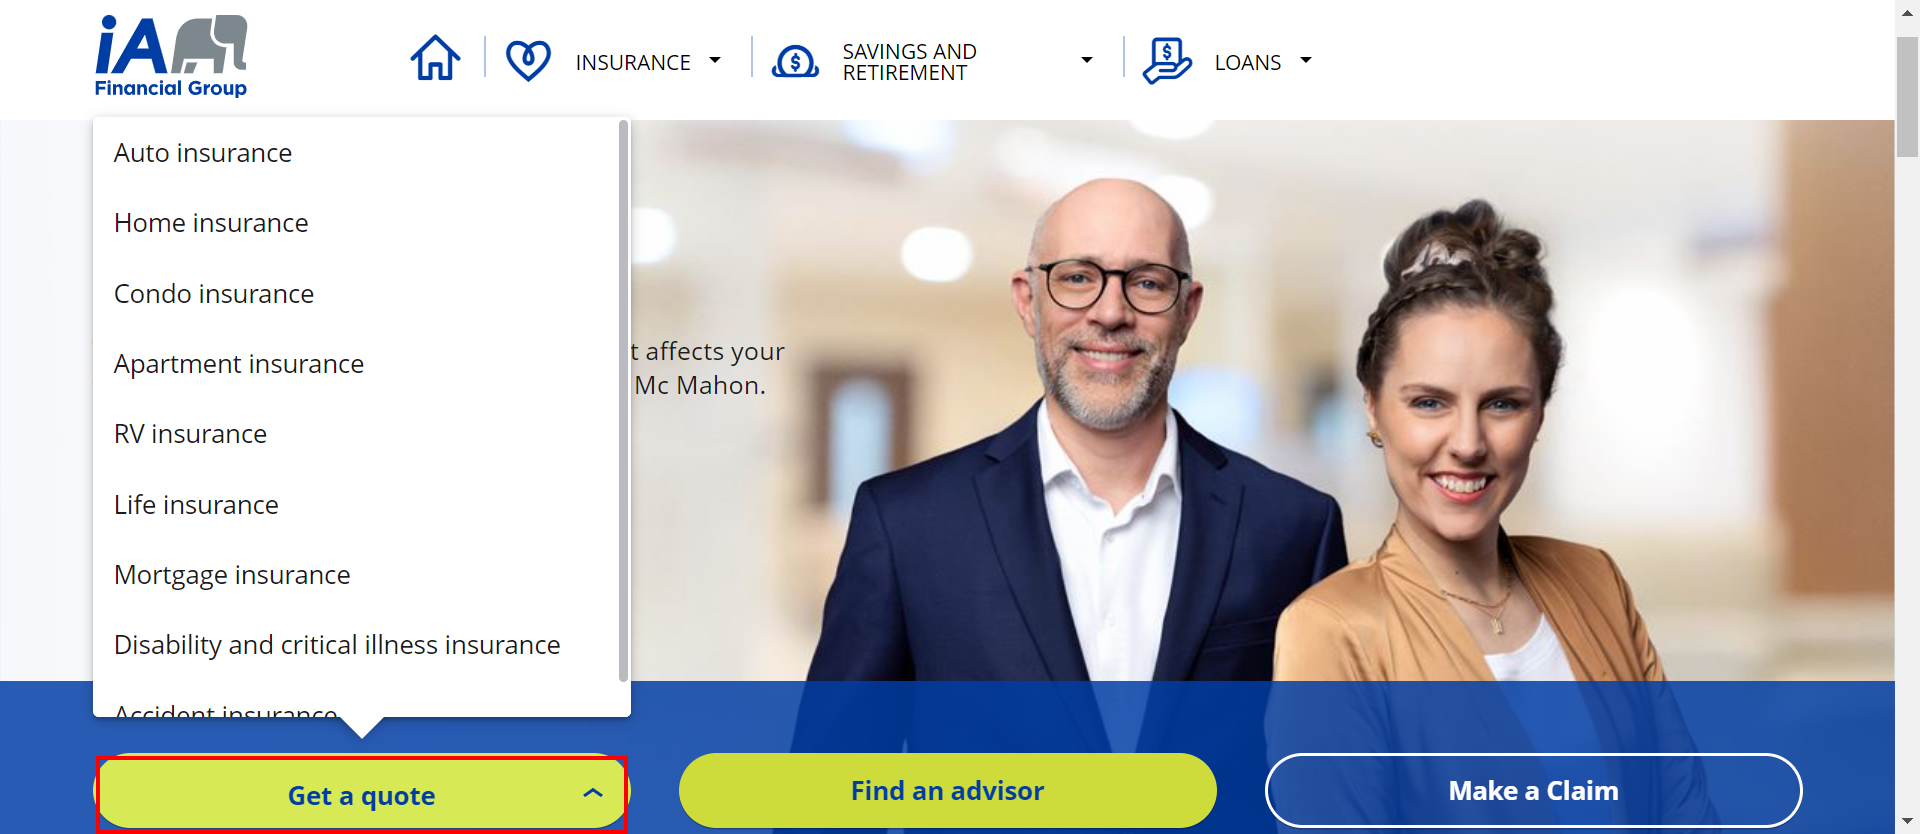 iA
Financial Group
INSURANCE
SAVINGS AND
RETIREMENT
LOANS
Auto insurance
Home insurance
Condo insurance
Apartment insurance
RV insurance
Life insurance
Mortgage insurance
Disability and critical illness insurance
Accident insurance
t affects your
Mc Mahon.
Get a quote
Find an advisor
Make a Claim